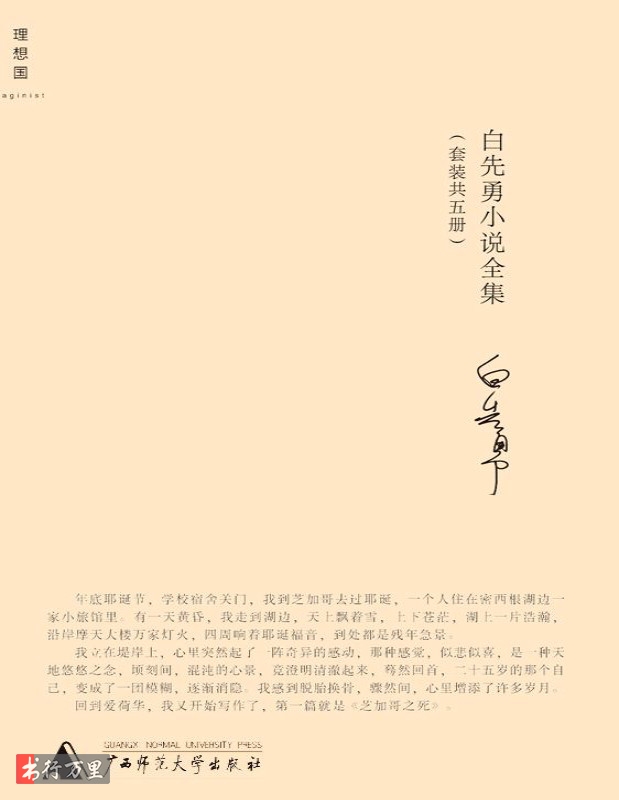 理想国
aginist
白先勇小说全集
（套装共五册）
白先勇
年底耶诞节，学校宿舍关门，我到芝加哥去过耶诞，一个人住在密西根湖边一
家小旅馆里。有一天黄昏，我走到湖边，天上飘着雪，上下苍茫，湖上一片浩瀚，
沿岸摩天大楼万家灯火，四周响着耶诞福音，到处都是残年急景。
我立在堤岸上，心里突然起了一阵奇异的感动，那种感觉，似悲似喜，是一种天
地悠悠之念，顷刻间，混沌的心景，竟澄明清澈起来，蓦然回首，二十五岁的那个自
己，变成了一团模糊，逐渐消隐。我感到脱胎换骨，骤然间，心里增添了许多岁月。
回到爱荷华，我又开始写作了，第一篇就是《芝加哥之死》。
GUANGXI NORMAL UNIVERSITY PRESS
广西师范大学出版社
书行万里